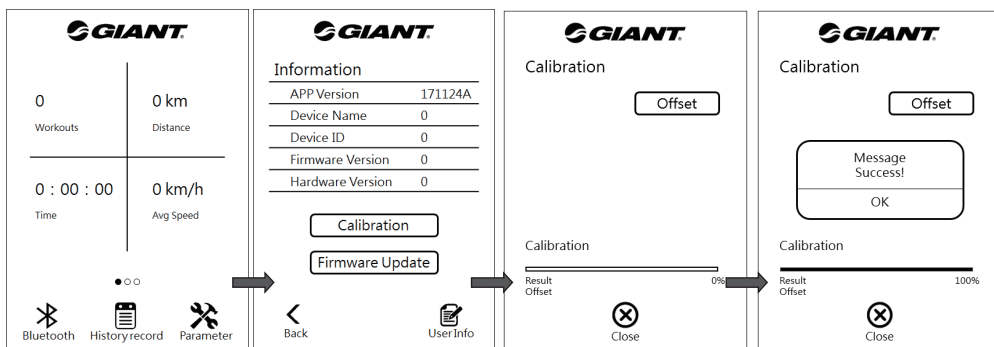 GIANT.
0
0 km
Workouts
Distance
0 : 00 : 00
0 km/h
Time
Avg Speed
Bluetooth
History record
Parameter
GIANT.
Information
APP Version 171124A
Device Name 0
Device ID 0
Firmware Version 0
Hardware Version 0
Calibration
Firmware Update
Back
User Info
GIANT.
Calibration
Offset
Calibration
Result 0%
Offset
Close
GIANT.
Calibration
Offset
Message
Success!
OK
Calibration
Result 100%
Offset
Close